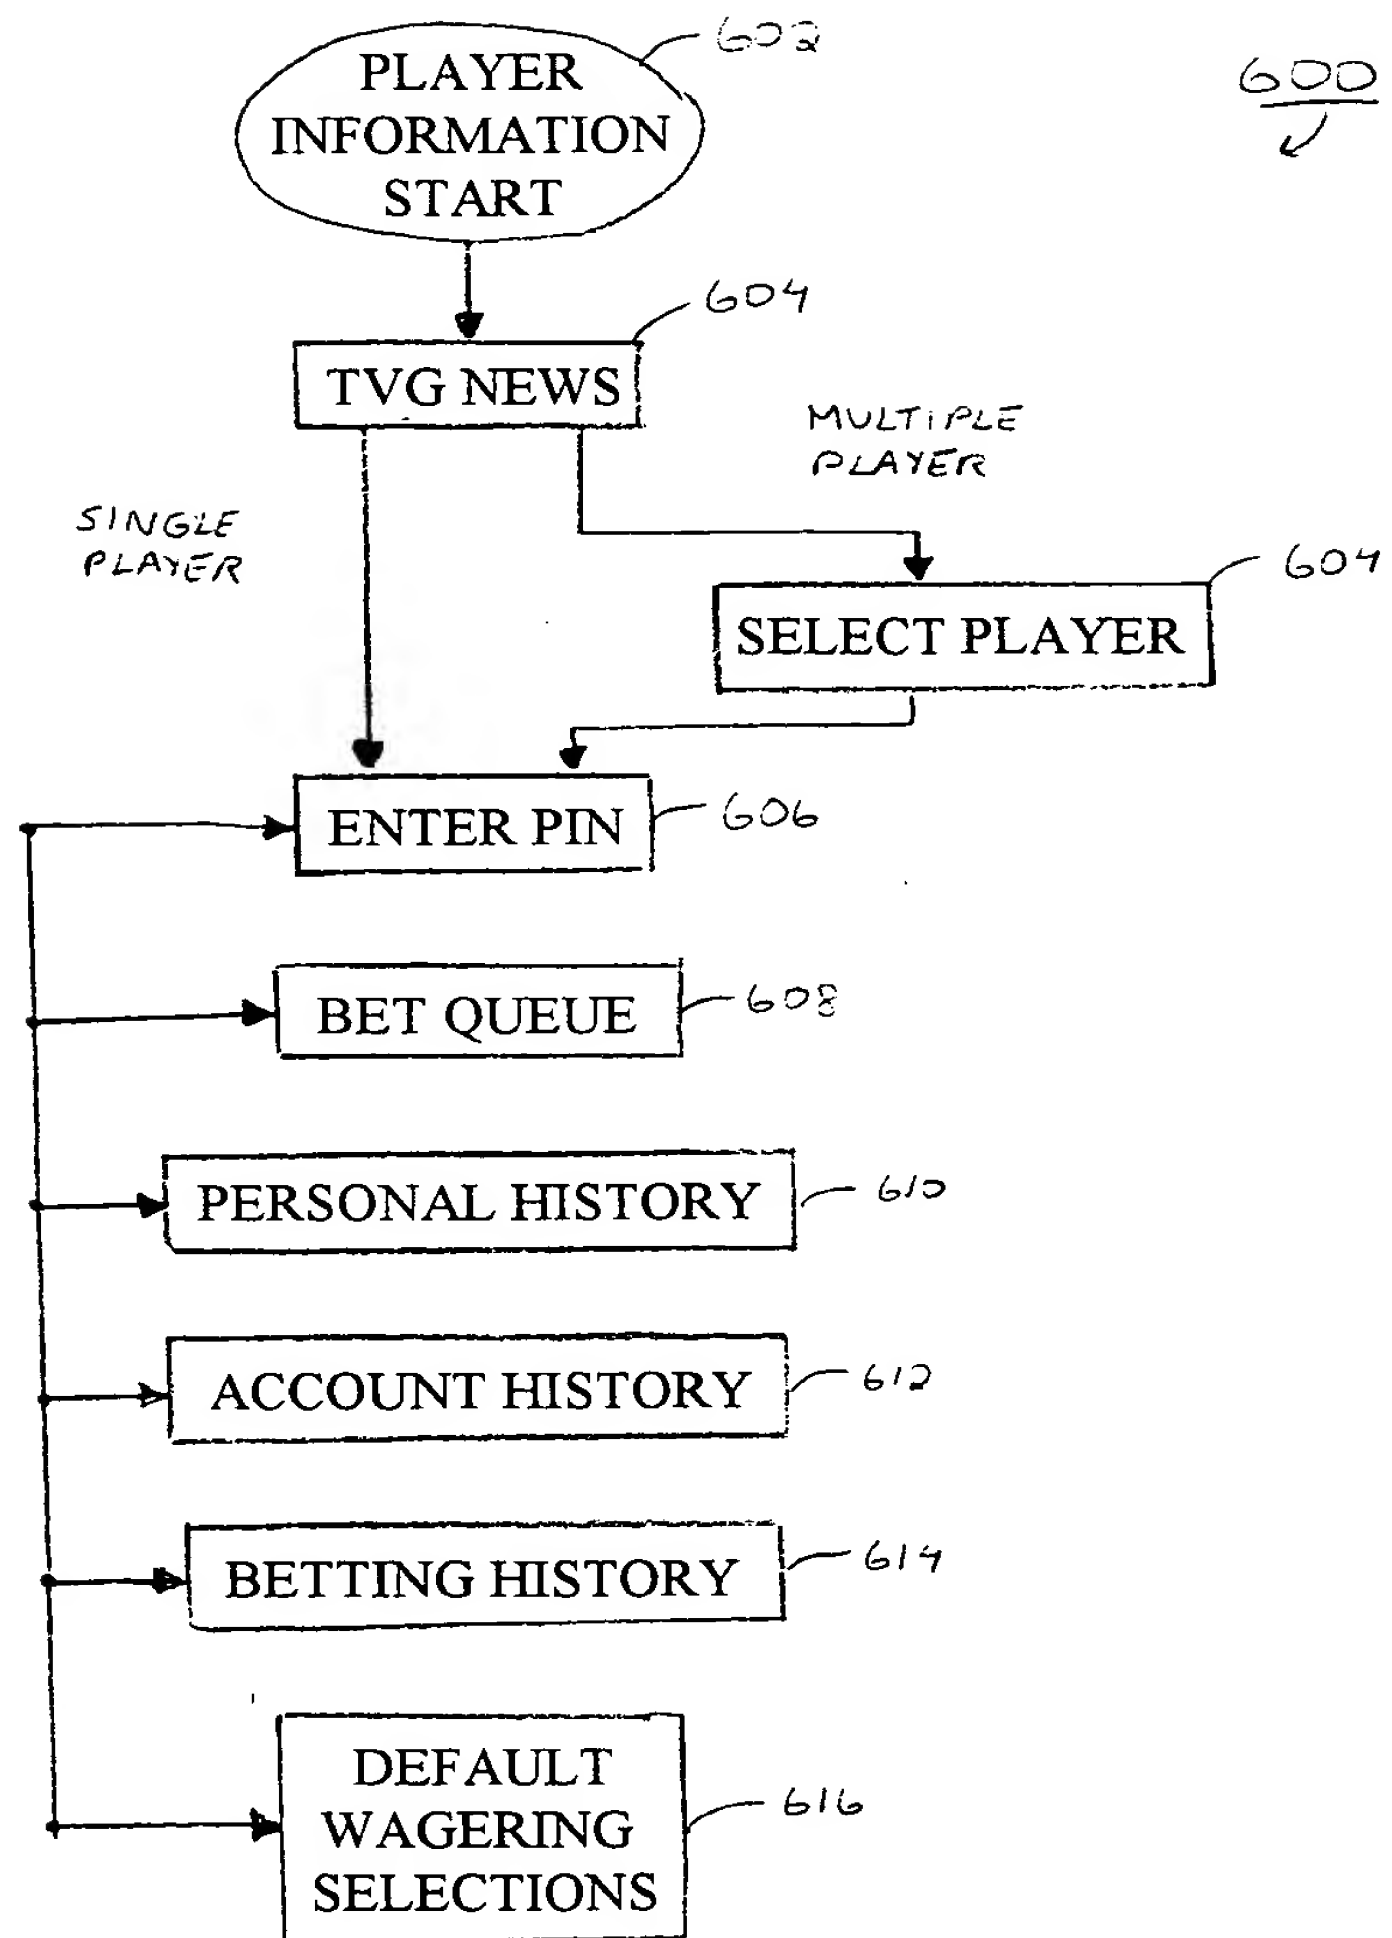 602
PLAYER
INFORMATION
START
600
604
TVG NEWS
MULTIPLE
PLAYER
SINGLE
PLAYER
604
SELECT PLAYER
ENTER PIN
606
BET QUEUE
608
PERSONAL HISTORY
610
ACCOUNT HISTORY
612
BETTING HISTORY
614
DEFAULT
WAGERING
SELECTIONS
616